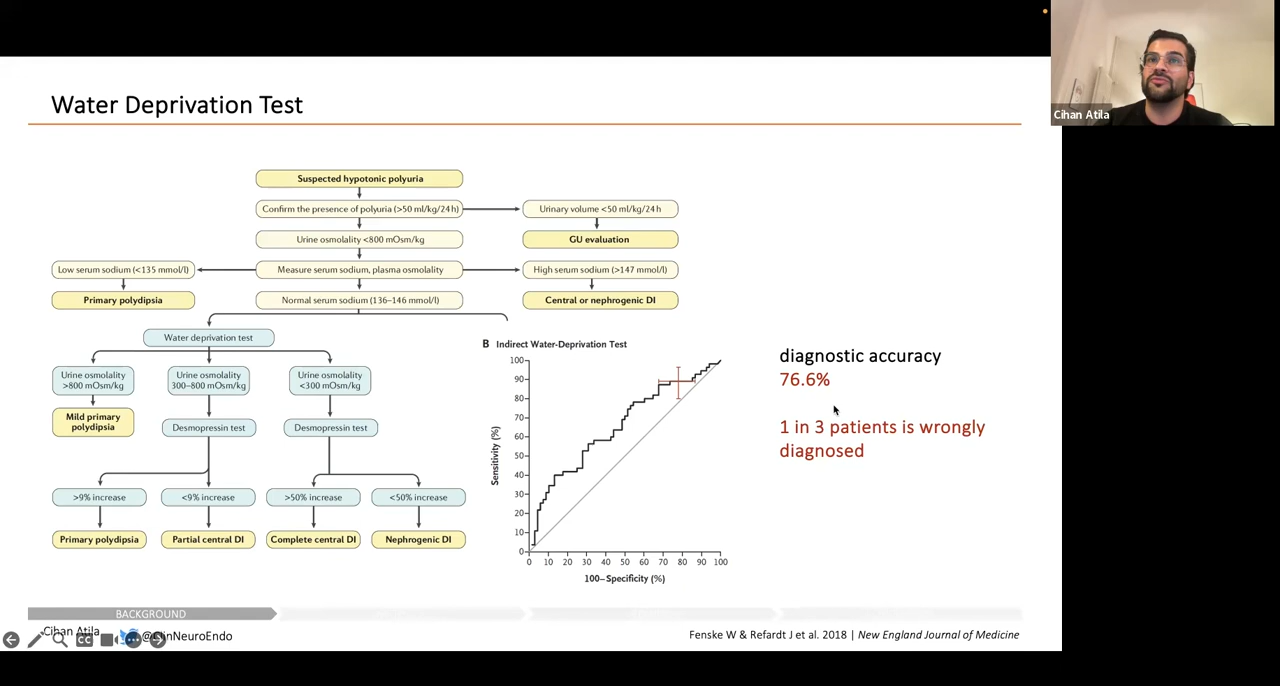 Water Deprivation Test
Cihan Atila
Suspected hypotonic polyuria
Confirm the presence of polyuria (>50 ml/kg/24h)
Urinary volume <50 ml/kg/24h
Urine osmolality <800 mOsm/kg
GU evaluation
Low serum sodium (<135 mmol/l)
Measure serum sodium, plasma osmolality
High serum sodium (>147 mmol/l)
Primary polydipsia
Normal serum sodium (136–146 mmol/l)
Central or nephrogenic DI
Water deprivation test
Urine osmolality
>800 mOsm/kg
Urine osmolality
300–800 mOsm/kg
Urine osmolality
<300 mOsm/kg
Mild primary
polydipsia
Desmopressin test
Desmopressin test
>9% increase
<9% increase
>50% increase
<50% increase
Primary polydipsia
Partial central DI
Complete central DI
Nephrogenic DI
B Indirect Water-Deprivation Test
Sensitivity (%)
100
90
80
70
60
50
40
30
20
10
0
0 10 20 30 40 50 60 70 80 90 100
100–Specificity (%)
diagnostic accuracy
76.6%
1 in 3 patients is wrongly
diagnosed
BACKGROUND
Cihan Atila
@ClinNeuroEndo
CC
Fenske W & Refardt J et al. 2018 | New England Journal of Medicine